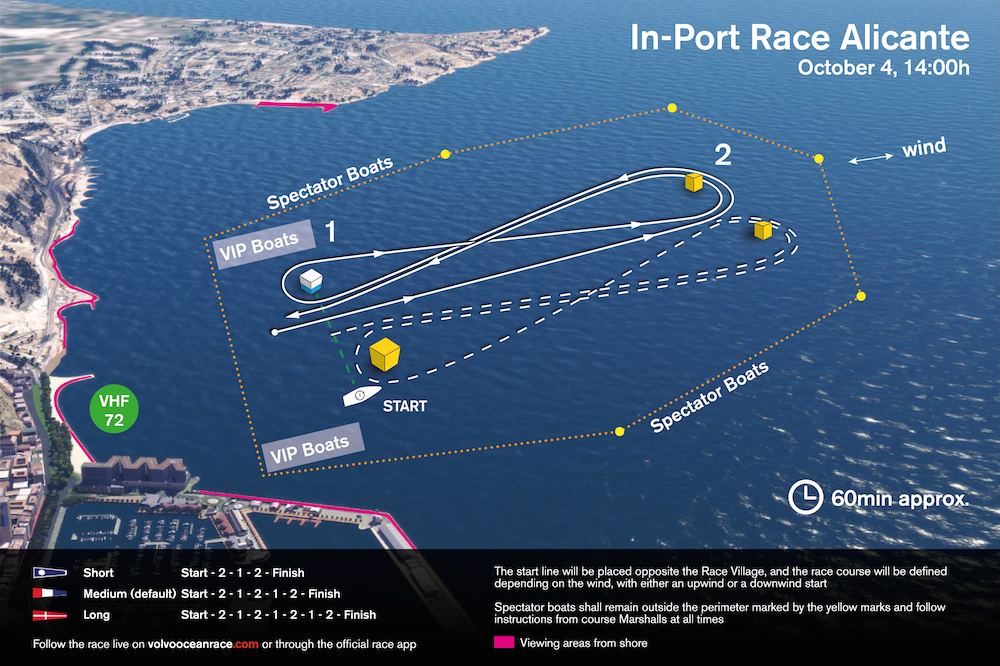 In-Port Race Alicante
October 4, 14:00h
wind
2
Spectator Boats
1
VIP Boats
START
VHF
72
Spectator Boats
VIP Boats
60min approx.
Short Start - 2 - 1 - 2 - Finish
Medium (default) Start - 2 - 1 - 2 - 1 - 2 - Finish
Long Start - 2 - 1 - 2 - 1 - 2 - 1 - 2 - Finish
Follow the race live on volvooceanrace.com or through the official race app
The start line will be placed opposite the Race Village, and the race course will be defined
depending on the wind, with either an upwind or a downwind start
Spectator boats shall remain outside the perimeter marked by the yellow marks and follow
instructions from course Marshalls at all times
Viewing areas from shore